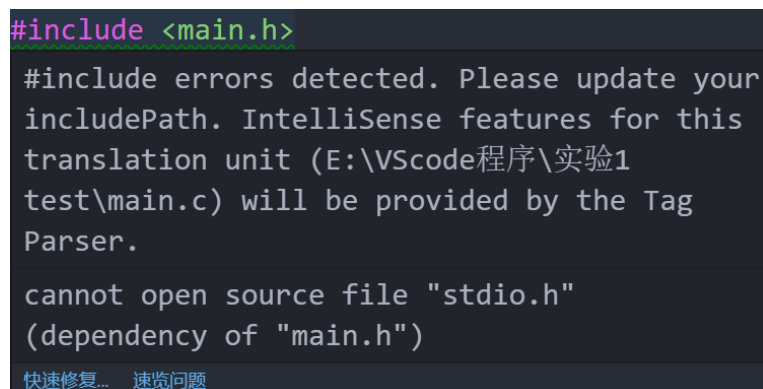 #include <main.h>
#include errors detected. Please update your
includePath. IntelliSense features for this
translation unit (E:\VScode程序\实验1
test\main.c) will be provided by the Tag
Parser.
cannot open source file "stdio.h"
(dependency of "main.h")
快速修复... 速览问题